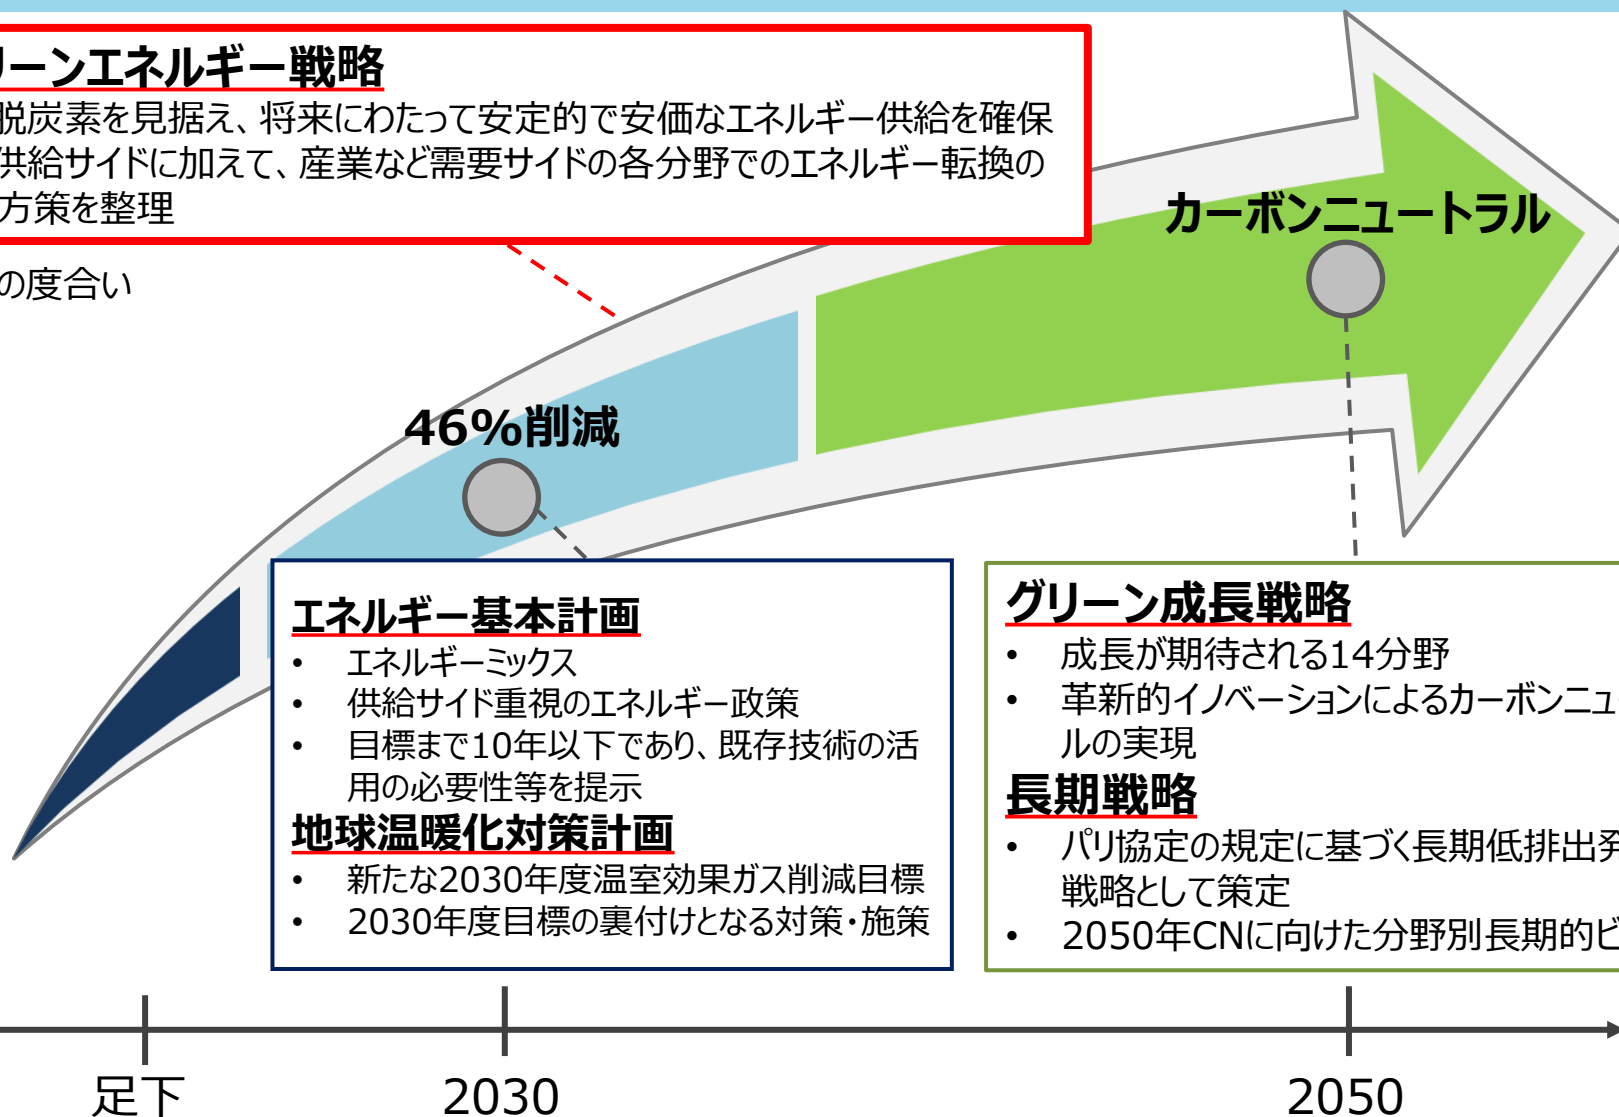 リーンエネルギー戦略
脱炭素を見据え、将来にわたって安定的で安価なエネルギー供給を確保
供給サイドに加えて、産業など需要サイドの各分野でのエネルギー転換の
方策を整理
の度合い
カーボンニュートラル
46%削減
エネルギー基本計画
• エネルギーミックス
• 供給サイド重視のエネルギー政策
• 目標まで10年以下であり、既存技術の活
用の必要性等を提示
地球温暖化対策計画
• 新たな2030年度温室効果ガス削減目標
• 2030年度目標の裏付けとなる対策・施策
グリーン成長戦略
• 成長が期待される14分野
• 革新的イノベーションによるカーボンニュ
ルの実現
長期戦略
• パリ協定の規定に基づく長期低排出発
戦略として策定
• 2050年CNに向けた分野別長期的ビ
足下
2030
2050